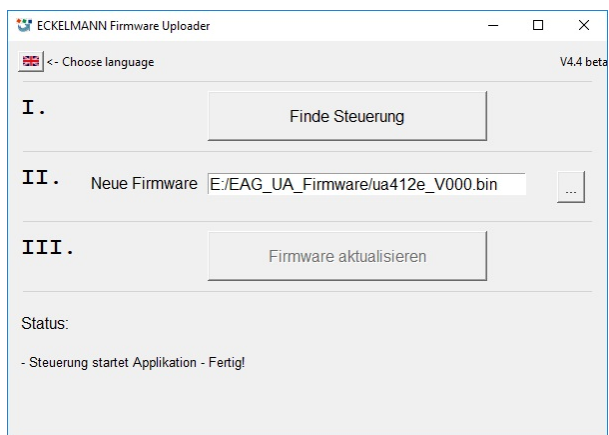 ECKELMANN Firmware Uploader
<- Choose language V4.4 beta
I. Finde Steuerung
II. Neue Firmware E:/EAG_UA_Firmware/ua412e_V000.bin ...
III. Firmware aktualisieren
Status:
- Steuerung startet Applikation - Fertig!